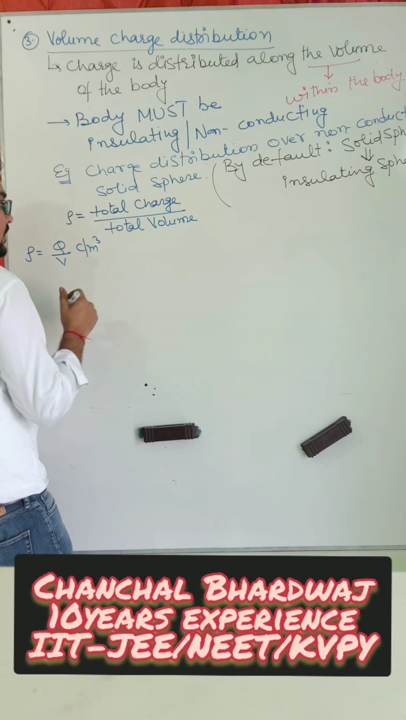 ③ Volume charge distribution
↳ Charge is distributed along the volume
of the body
within the body
→ Body MUST be
insulating / Non-conducting
Eg Charge distribution over non conduct
solid sphere.
(By default: Solid Sph
⇓
insulating Sphe
ρ = total Charge / total Volume
ρ = Q/V C/m³
CHANCHAL BHARDWAJ
10YEARS EXPERIENCE
IIT-JEE/NEET/KVPY